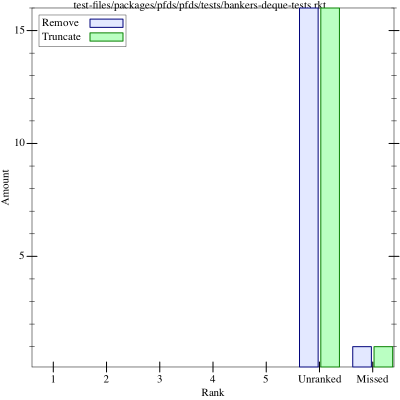 test-files/packages/pfds/pfds/tests/bankers-deque-tests.rkt
Remove
Truncate
15
10
5
Amount
1 2 3 4 5 Unranked Missed
Rank